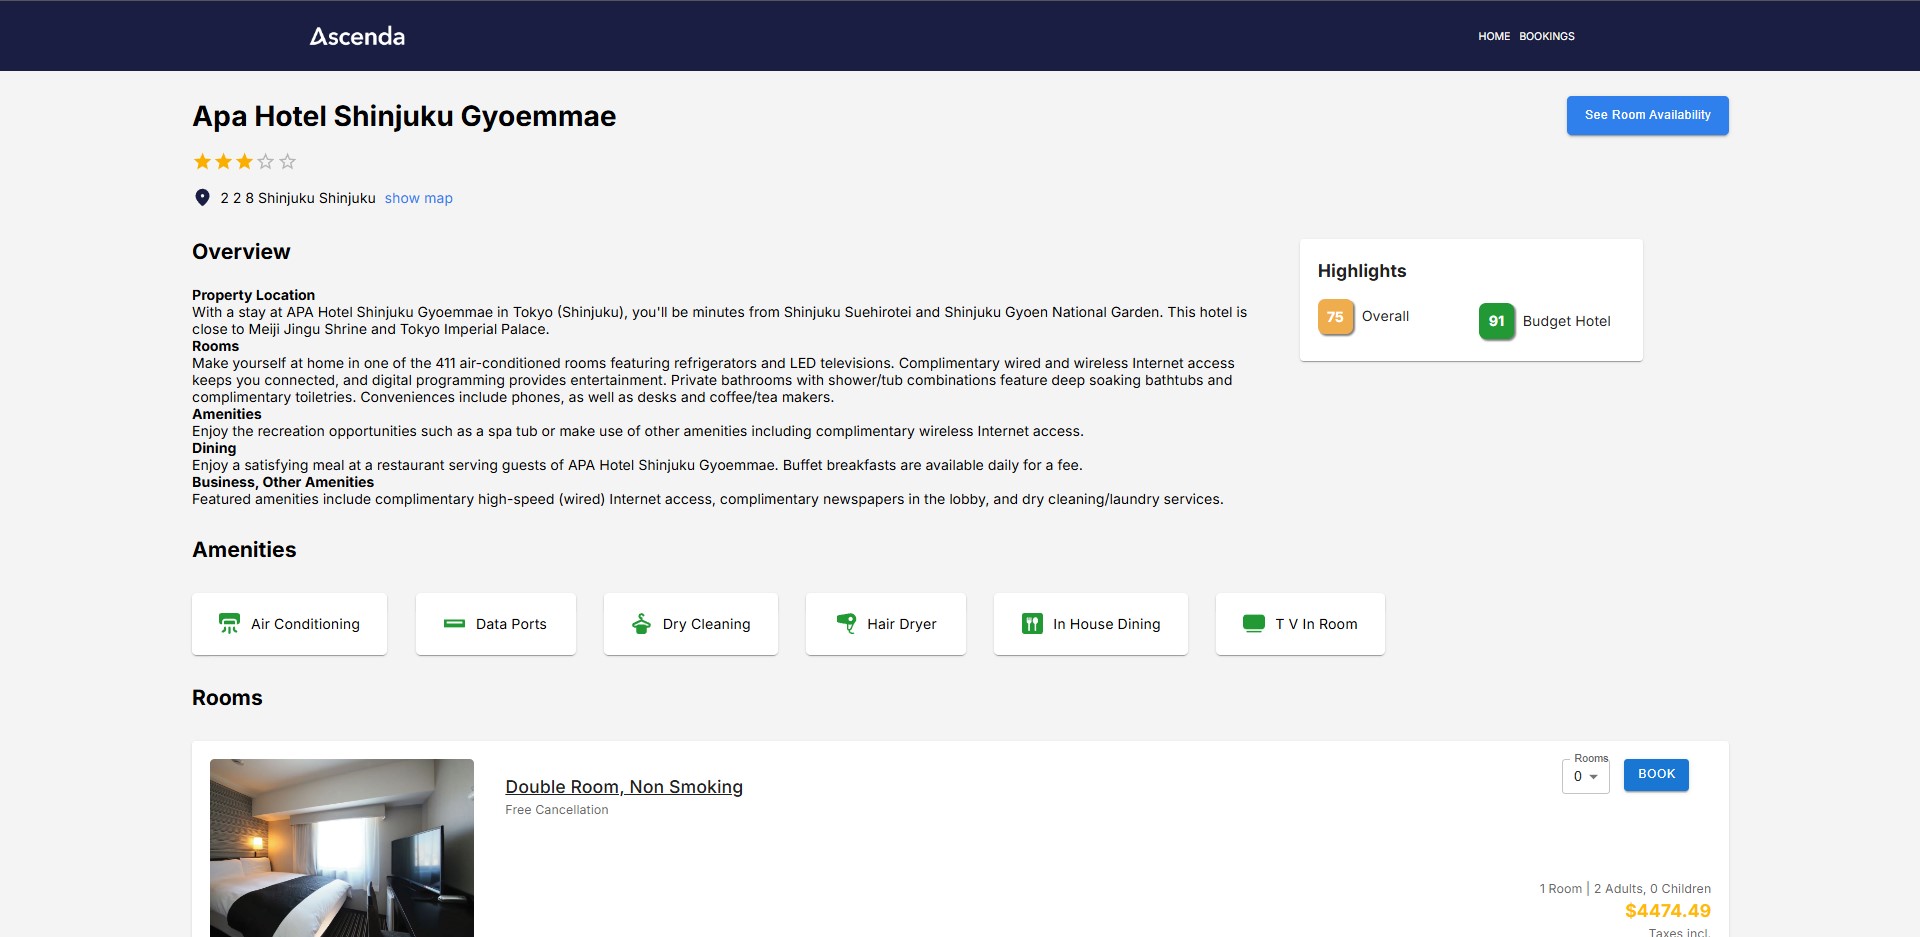 Ascenda
HOME BOOKINGS
Apa Hotel Shinjuku Gyoemmae
See Room Availability
2 2 8 Shinjuku Shinjuku show map
Overview
Property Location
With a stay at APA Hotel Shinjuku Gyoemmae in Tokyo (Shinjuku), you'll be minutes from Shinjuku Suehirotei and Shinjuku Gyoen National Garden. This hotel is
close to Meiji Jingu Shrine and Tokyo Imperial Palace.
Rooms
Make yourself at home in one of the 411 air-conditioned rooms featuring refrigerators and LED televisions. Complimentary wired and wireless Internet access
keeps you connected, and digital programming provides entertainment. Private bathrooms with shower/tub combinations feature deep soaking bathtubs and
complimentary toiletries. Conveniences include phones, as well as desks and coffee/tea makers.
Amenities
Enjoy the recreation opportunities such as a spa tub or make use of other amenities including complimentary wireless Internet access.
Dining
Enjoy a satisfying meal at a restaurant serving guests of APA Hotel Shinjuku Gyoemmae. Buffet breakfasts are available daily for a fee.
Business, Other Amenities
Featured amenities include complimentary high-speed (wired) Internet access, complimentary newspapers in the lobby, and dry cleaning/laundry services.
Highlights
75 Overall
91 Budget Hotel
Amenities
Air Conditioning
Data Ports
Dry Cleaning
Hair Dryer
In House Dining
T V In Room
Rooms
Double Room, Non Smoking
Free Cancellation
Rooms
0
BOOK
1 Room | 2 Adults, 0 Children
$4474.49
Taxes incl.